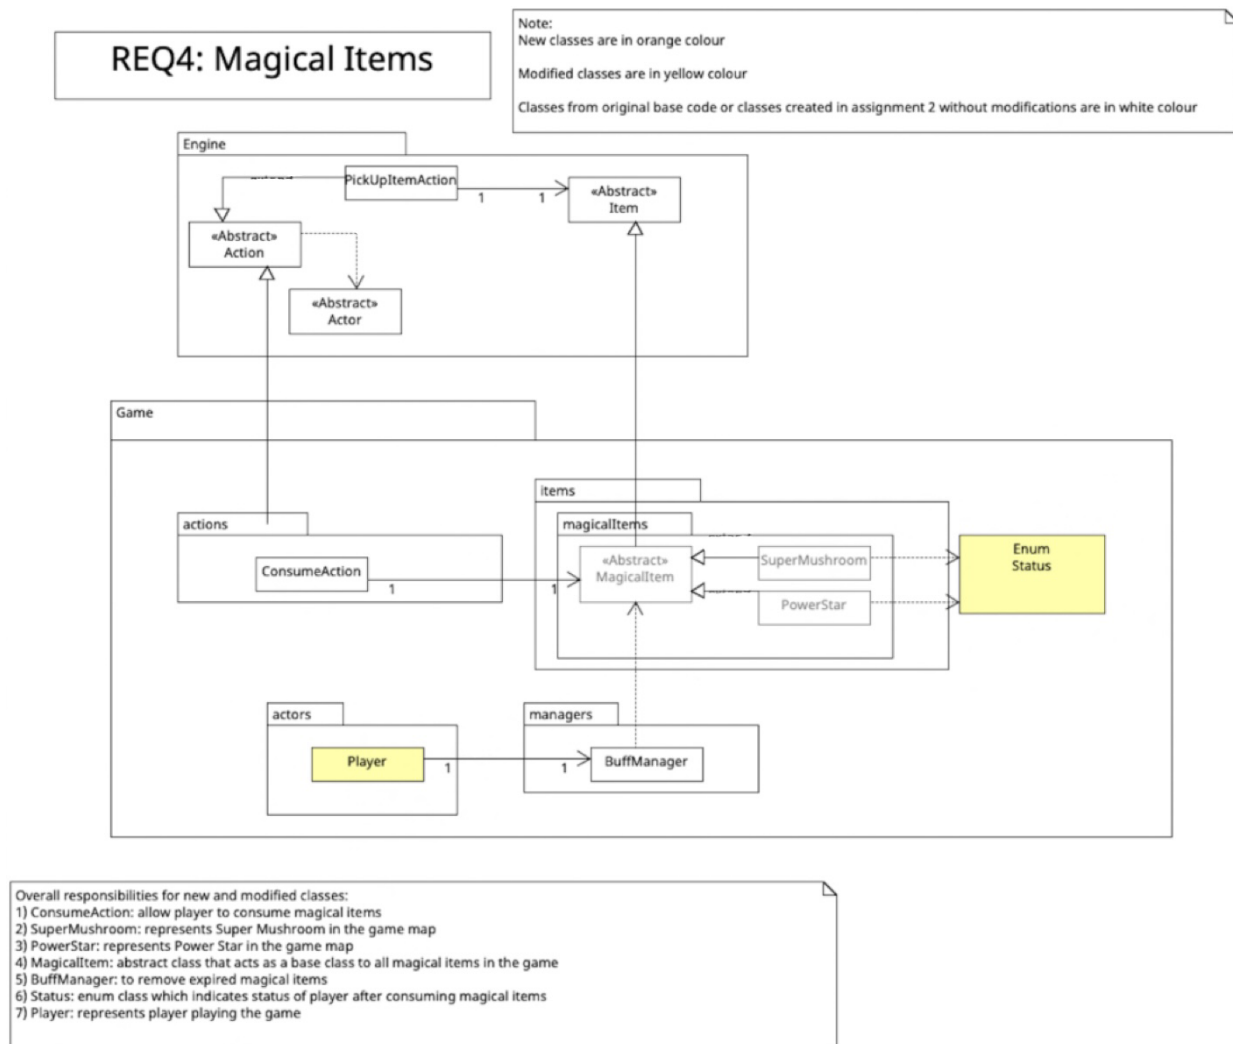 REQ4: Magical Items
Note:
New classes are in orange colour
Modified classes are in yellow colour
Classes from original base code or classes created in assignment 2 without modifications are in white colour
Engine
PickUpItemAction
1
1
«Abstract»
Item
«Abstract»
Action
«Abstract»
Actor
Game
items
actions
magicalItems
ConsumeAction
1
1
«Abstract»
MagicalItem
SuperMushroom
PowerStar
Enum
Status
actors
managers
Player
1
1
BuffManager
Overall responsibilities for new and modified classes:
1) ConsumeAction: allow player to consume magical items
2) SuperMushroom: represents Super Mushroom in the game map
3) PowerStar: represents Power Star in the game map
4) MagicalItem: abstract class that acts as a base class to all magical items in the game
5) BuffManager: to remove expired magical items
6) Status: enum class which indicates status of player after consuming magical items
7) Player: represents player playing the game